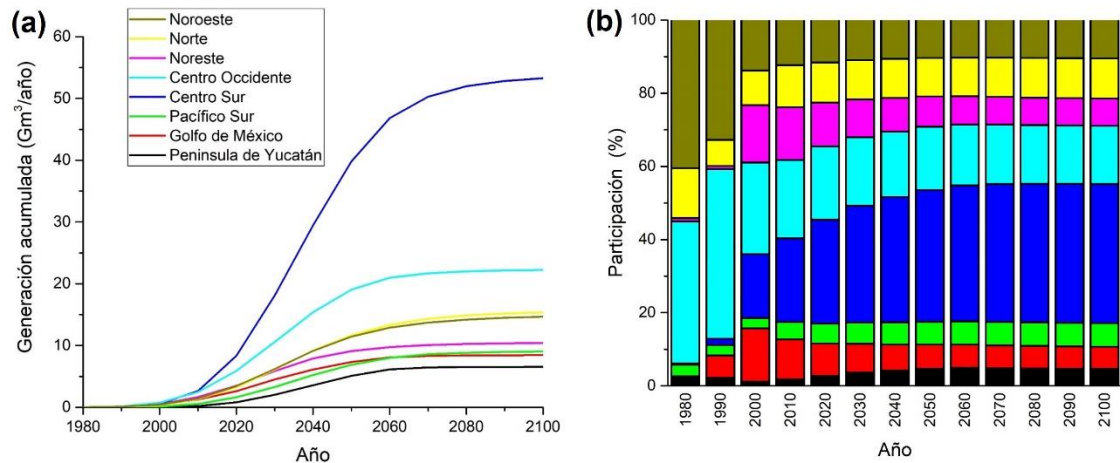 (a)
Generación acumulada (Gm³/año)
60
50
40
30
20
10
0
Noroeste
Norte
Noreste
Centro Occidente
Centro Sur
Pacífico Sur
Golfo de México
Peninsula de Yucatán
1980
2000
2020
2040
2060
2080
2100
Año
(b)
Participación (%)
100
80
60
40
20
0
1980
1990
2000
2010
2020
2030
2040
2050
2060
2070
2080
2090
2100
Año